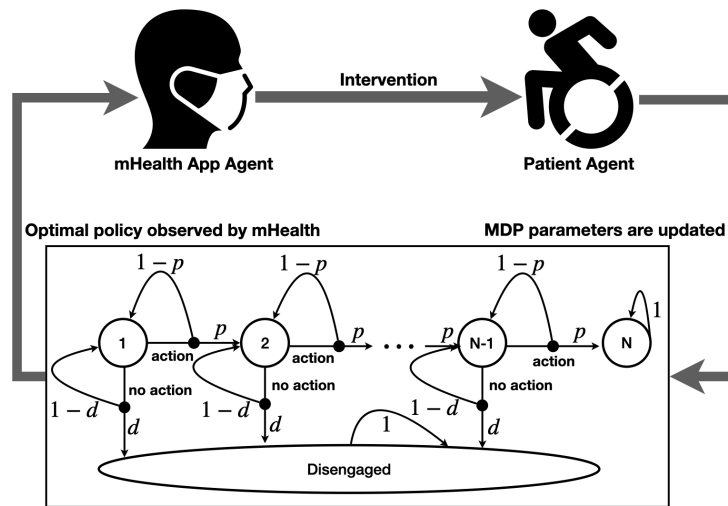 Intervention
mHealth App Agent
Patient Agent
Optimal policy observed by mHealth
MDP parameters are updated
1 − p
1 − p
1 − p
1
1
p
2
p
p
N-1
p
N
action
action
action
no action
no action
no action
1 − d
d
1 − d
d
1 − d
d
1
Disengaged